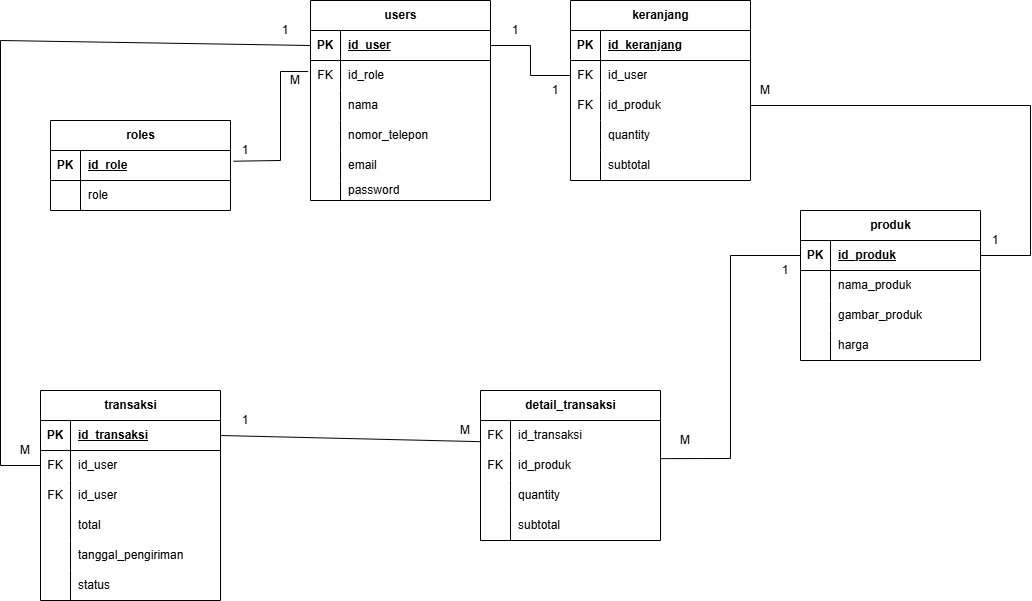 users
PK id_user
FK id_role
nama
nomor_telepon
email
password
keranjang
PK id_keranjang
FK id_user
FK id_produk
quantity
subtotal
roles
PK id_role
role
produk
PK id_produk
nama_produk
gambar_produk
harga
transaksi
PK id_transaksi
FK id_user
FK id_user
total
tanggal_pengiriman
status
detail_transaksi
FK id_transaksi
FK id_produk
quantity
subtotal
1
M
1
1
1
M
1
1
M
1
M
M